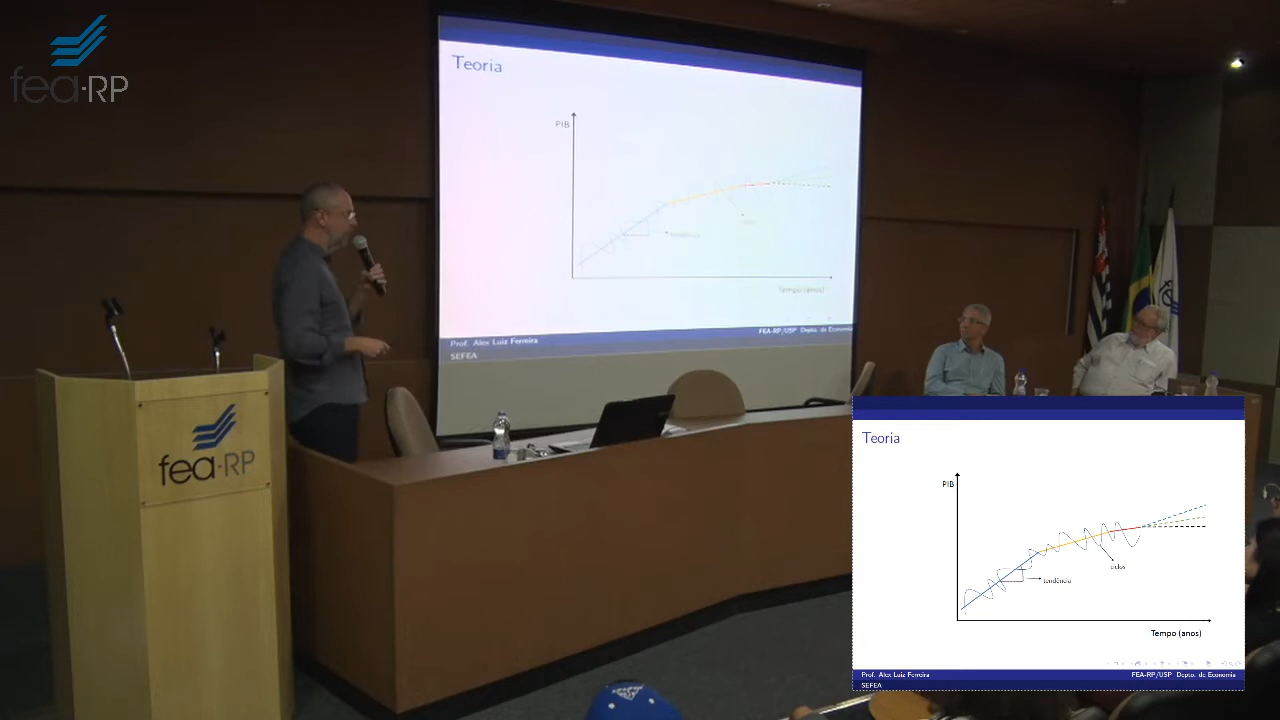 fea-RP
Teoria
PIB
tendência
Tempo (anos)
Prof. Alex Luiz Ferreira
FEA-RP/USP Depto. de Economia
SEFEA
fea-RP
Teoria
PIB
ciclos
tendência
Tempo (anos)
Prof. Alex Luiz Ferreira
FEA-RP/USP Depto. de Economia
SEFEA